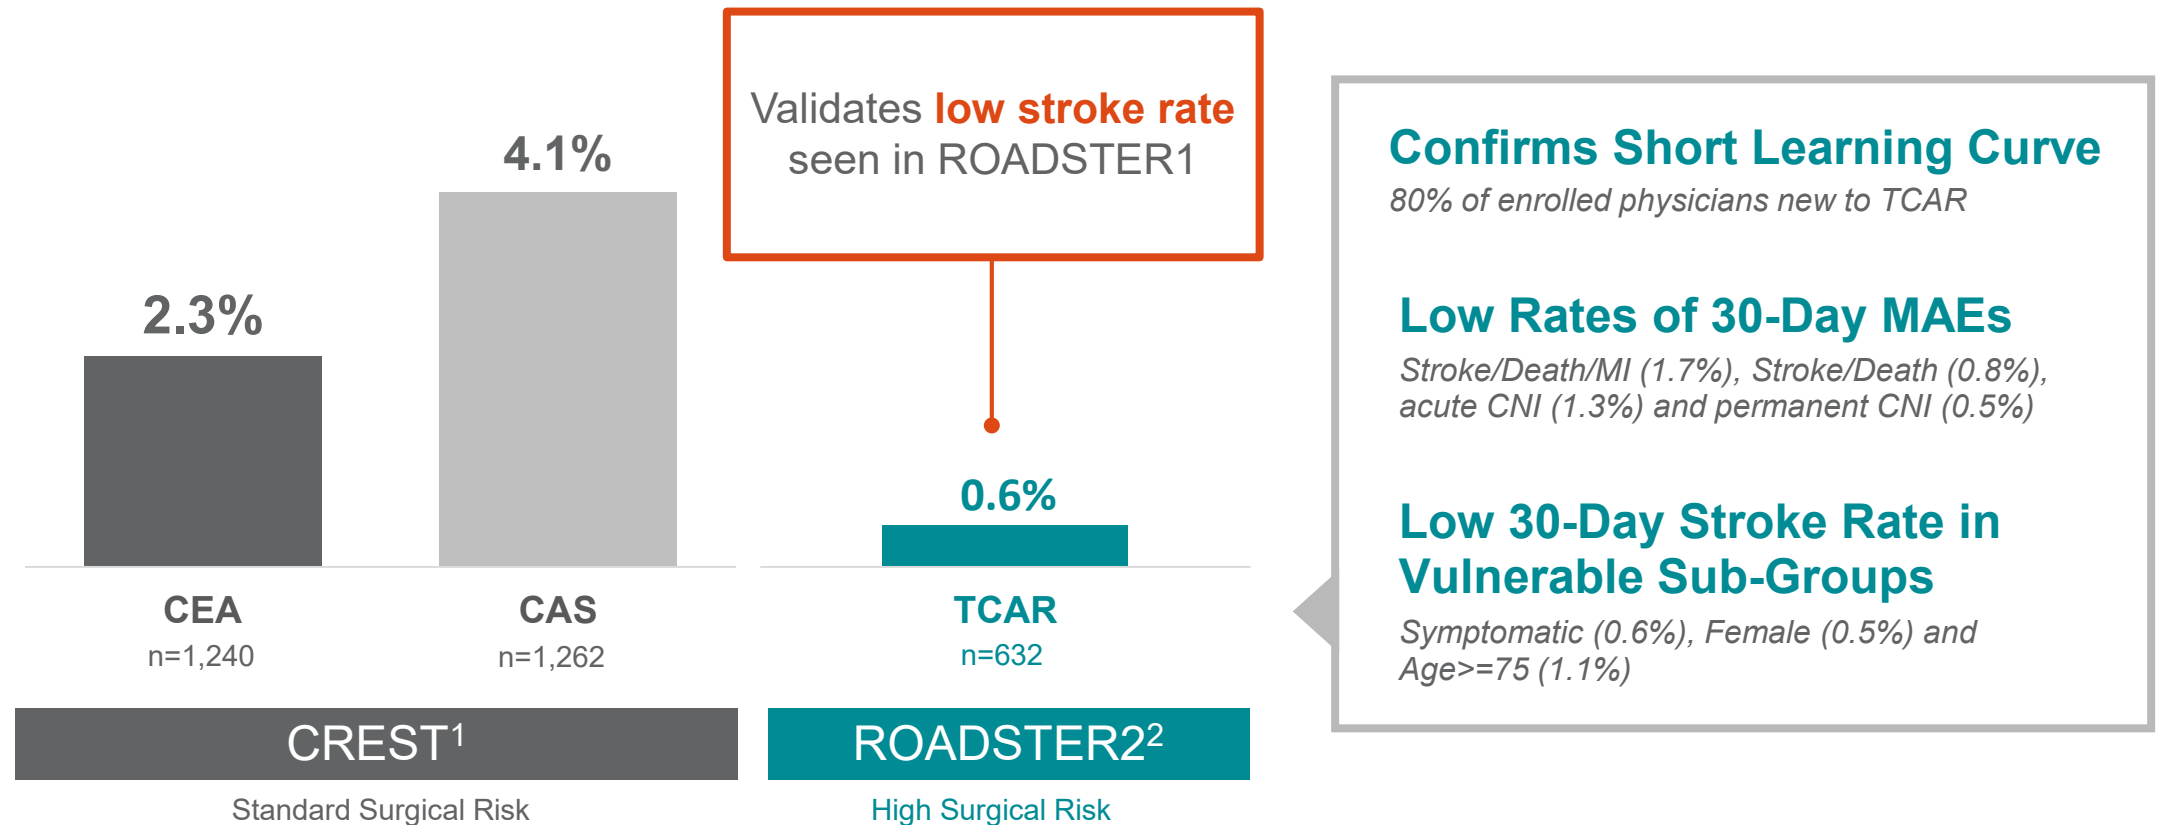 Validates low stroke rate
seen in ROADSTER1
2.3%
4.1%
0.6%
CEA
n=1,240
CAS
n=1,262
TCAR
n=632
CREST1
Standard Surgical Risk
ROADSTER22
High Surgical Risk
Confirms Short Learning Curve
80% of enrolled physicians new to TCAR
Low Rates of 30-Day MAEs
Stroke/Death/MI (1.7%), Stroke/Death (0.8%),
acute CNI (1.3%) and permanent CNI (0.5%)
Low 30-Day Stroke Rate in
Vulnerable Sub-Groups
Symptomatic (0.6%), Female (0.5%) and
Age>=75 (1.1%)